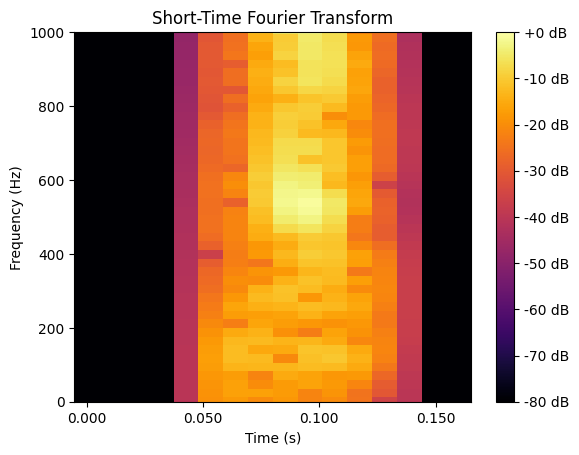 Short-Time Fourier Transform
1000
800
600
400
200
0
Frequency (Hz)
0.000
0.050
0.100
0.150
Time (s)
+0 dB
-10 dB
-20 dB
-30 dB
-40 dB
-50 dB
-60 dB
-70 dB
-80 dB